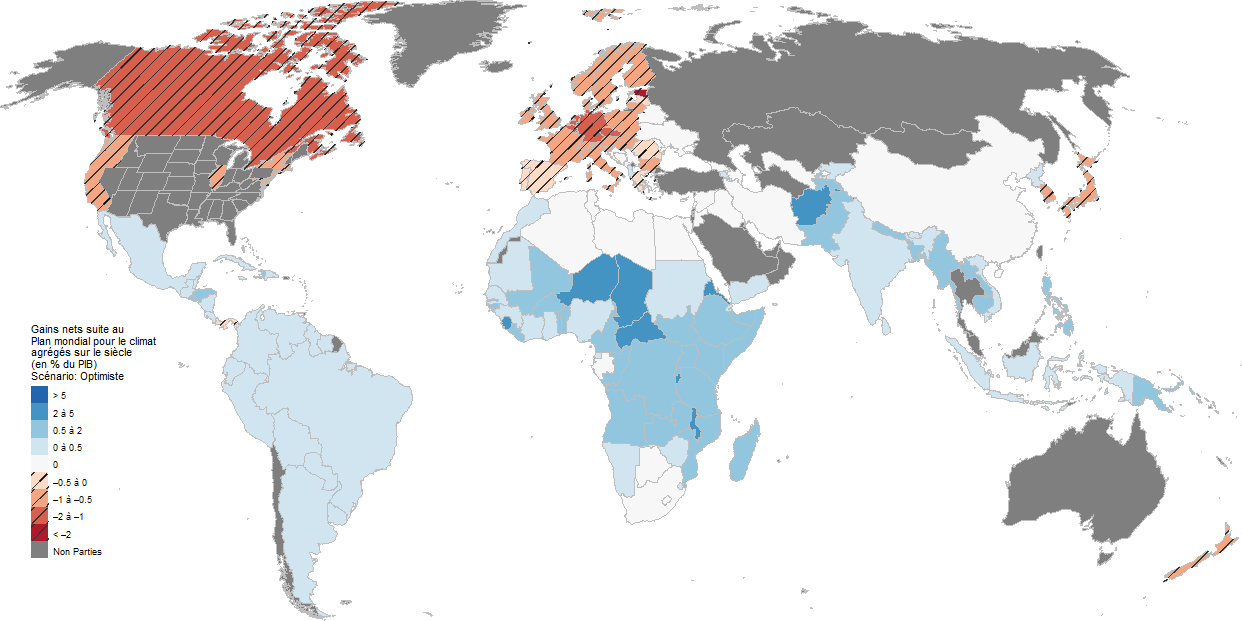 Gains nets suite au
Plan mondial pour le climat
agrégés sur le siècle
(en % du PIB)
Scénario: Optimiste
> 5
2 à 5
0.5 à 2
0 à 0.5
0
–0.5 à 0
–1 à –0.5
–2 à –1
< –2
Non Parties